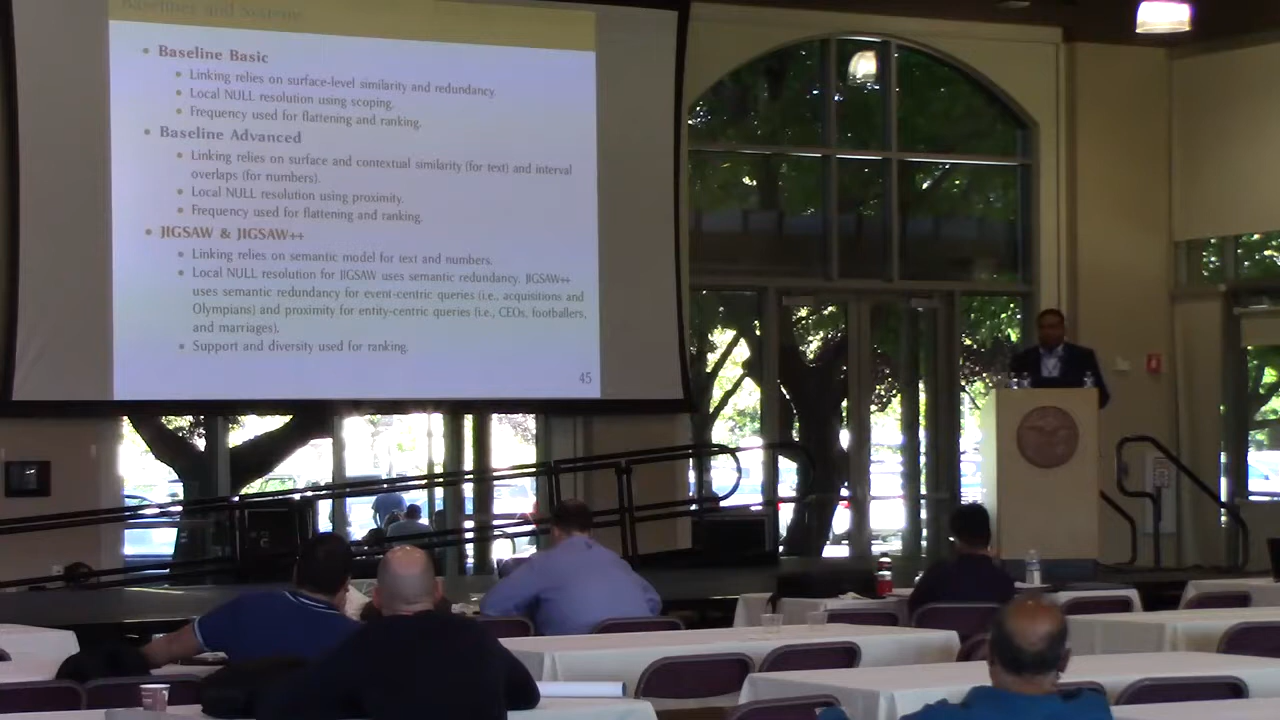 Baselines and Systems
• Baseline Basic
• Linking relies on surface-level similarity and redundancy.
• Local NULL resolution using scoping.
• Frequency used for flattening and ranking.
• Baseline Advanced
• Linking relies on surface and contextual similarity (for text) and interval
overlaps (for numbers).
• Local NULL resolution using proximity.
• Frequency used for flattening and ranking.
• JIGSAW & JIGSAW++
• Linking relies on semantic model for text and numbers.
• Local NULL resolution for JIGSAW uses semantic redundancy. JIGSAW++
uses semantic redundancy for event-centric queries (i.e., acquisitions and
Olympians) and proximity for entity-centric queries (i.e., CEOs, footballers,
and marriages).
• Support and diversity used for ranking.
45